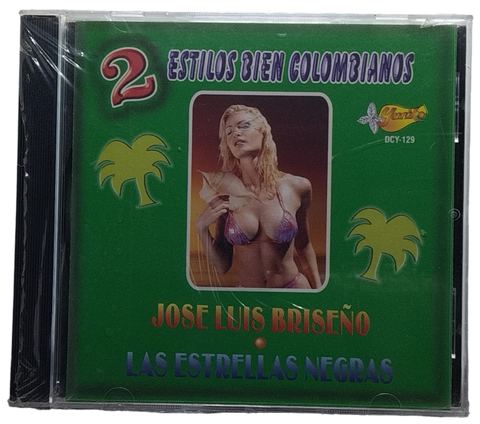 2 ESTILOS BIEN COLOMBIANOS
DCY-129
JOSE LUIS BRISEÑO
LAS ESTRELLAS NEGRAS